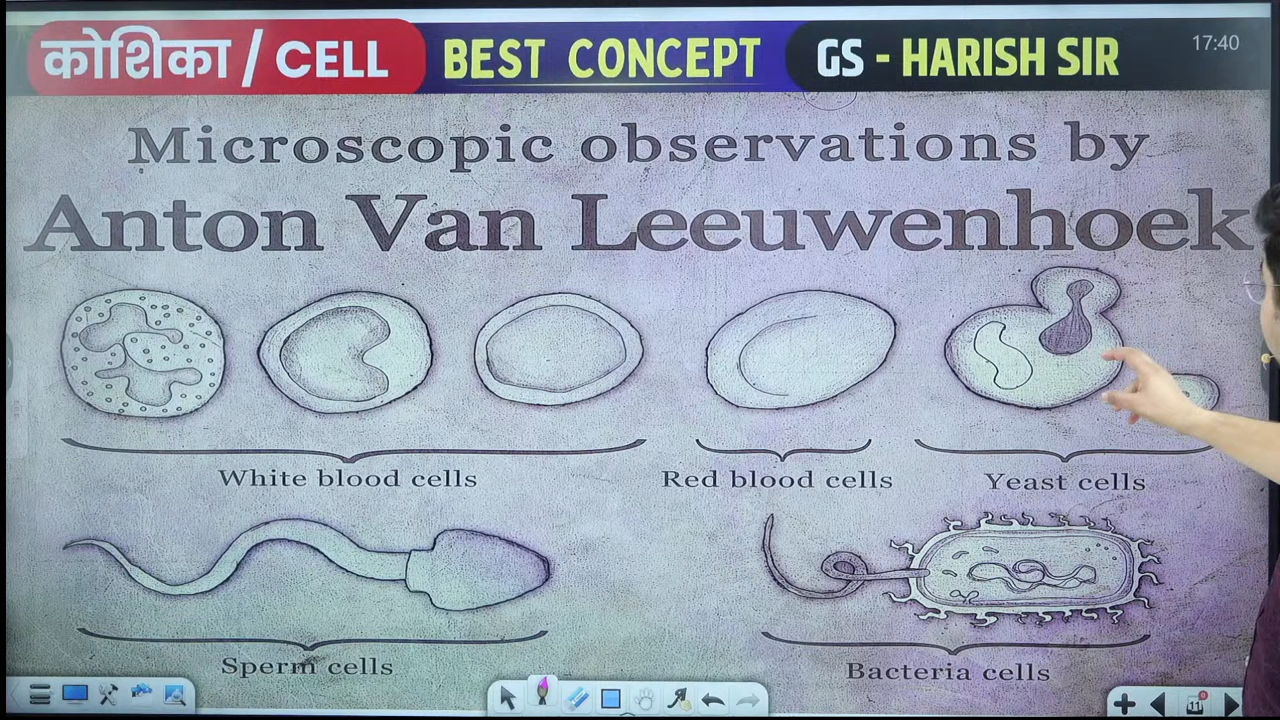 कोशिका / CELL BEST CONCEPT GS - HARISH SIR 17:40
Microscopic observations by
Anton Van Leeuwenhoek
White blood cells Red blood cells Yeast cells
Sperm cells Bacteria cells
11